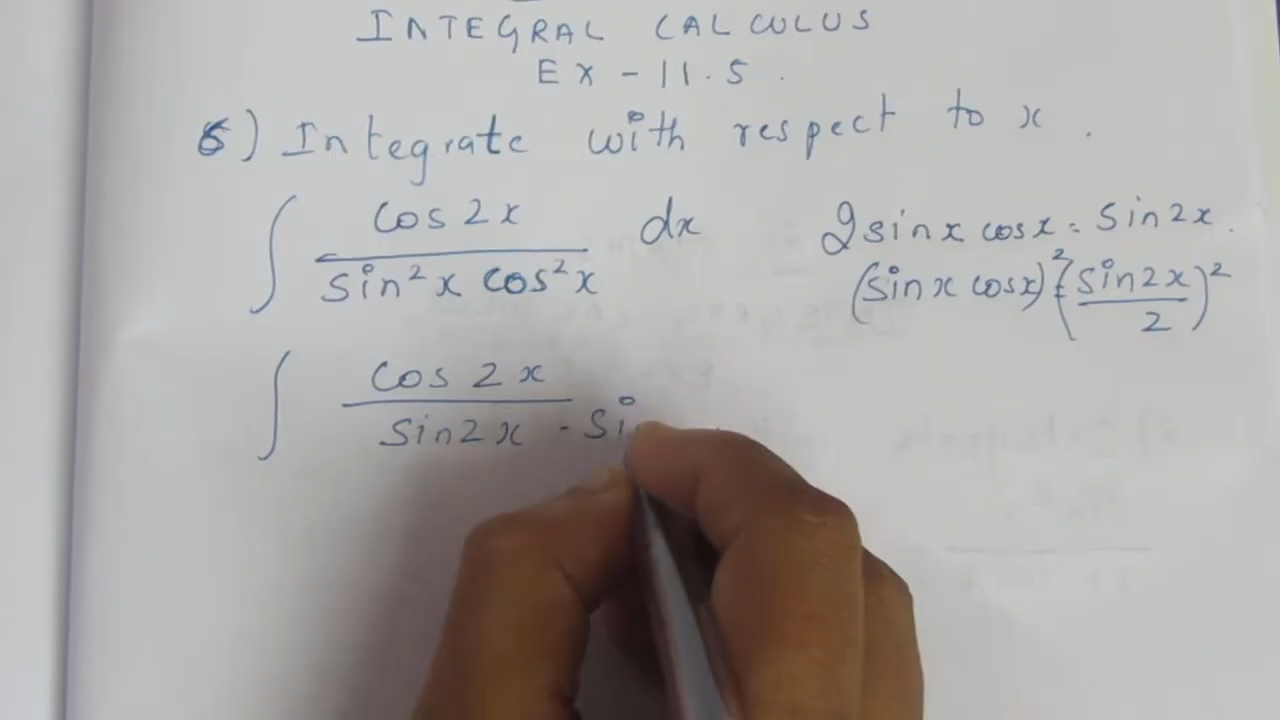 INTEGRAL CALCULUS
Ex - 11.5.
6) Integrate with respect to x.
∫ cos 2x / sin²x cos²x dx
2 sin x cos x = sin 2x.
(sin x cos x)² = (sin 2x / 2)²
∫ cos 2x / sin 2x · si